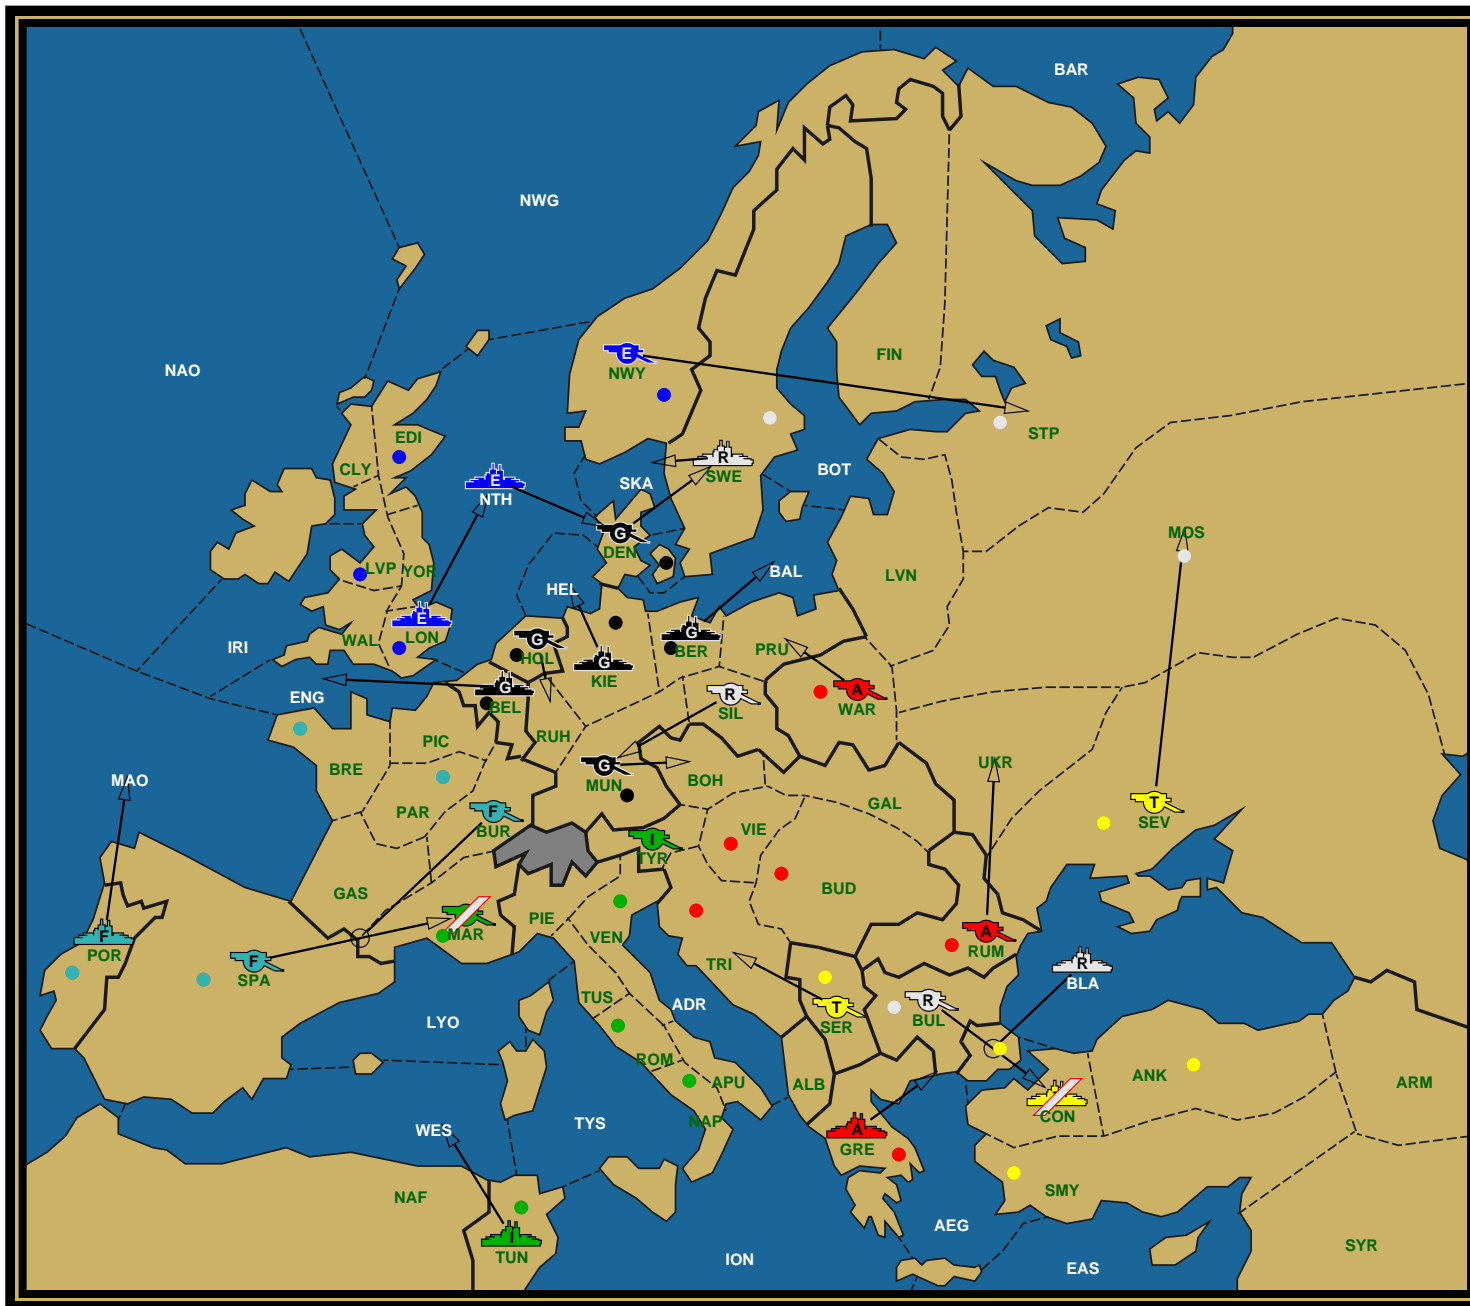 BAR
NWG
NAO
FIN
E
NWY
STP
EDI
CLY
R
SWE
SKA
BOT
E
NTH
MOS
G
DEN
LVP
YOR
HEL
BAL
LVN
E
LON
WAL
IRI
G
HOL
G
BER
PRU
G
KIE
ENG
G
BEL
R
SIL
A
WAR
PIC
RUH
BRE
G
MUN
BOH
UKR
MAO
PAR
F
BUR
GAL
T
SEV
VIE
I
TYR
BUD
GAS
MAR
PIE
VEN
F
POR
F
SPA
TRI
A
RUM
R
BLA
TUS
ADR
T
SER
R
BUL
LYO
ROM
APU
ALB
ANK
ARM
NAP
CON
WES
TYS
A
GRE
NAF
SMY
I
TUN
AEG
ION
EAS
SYR